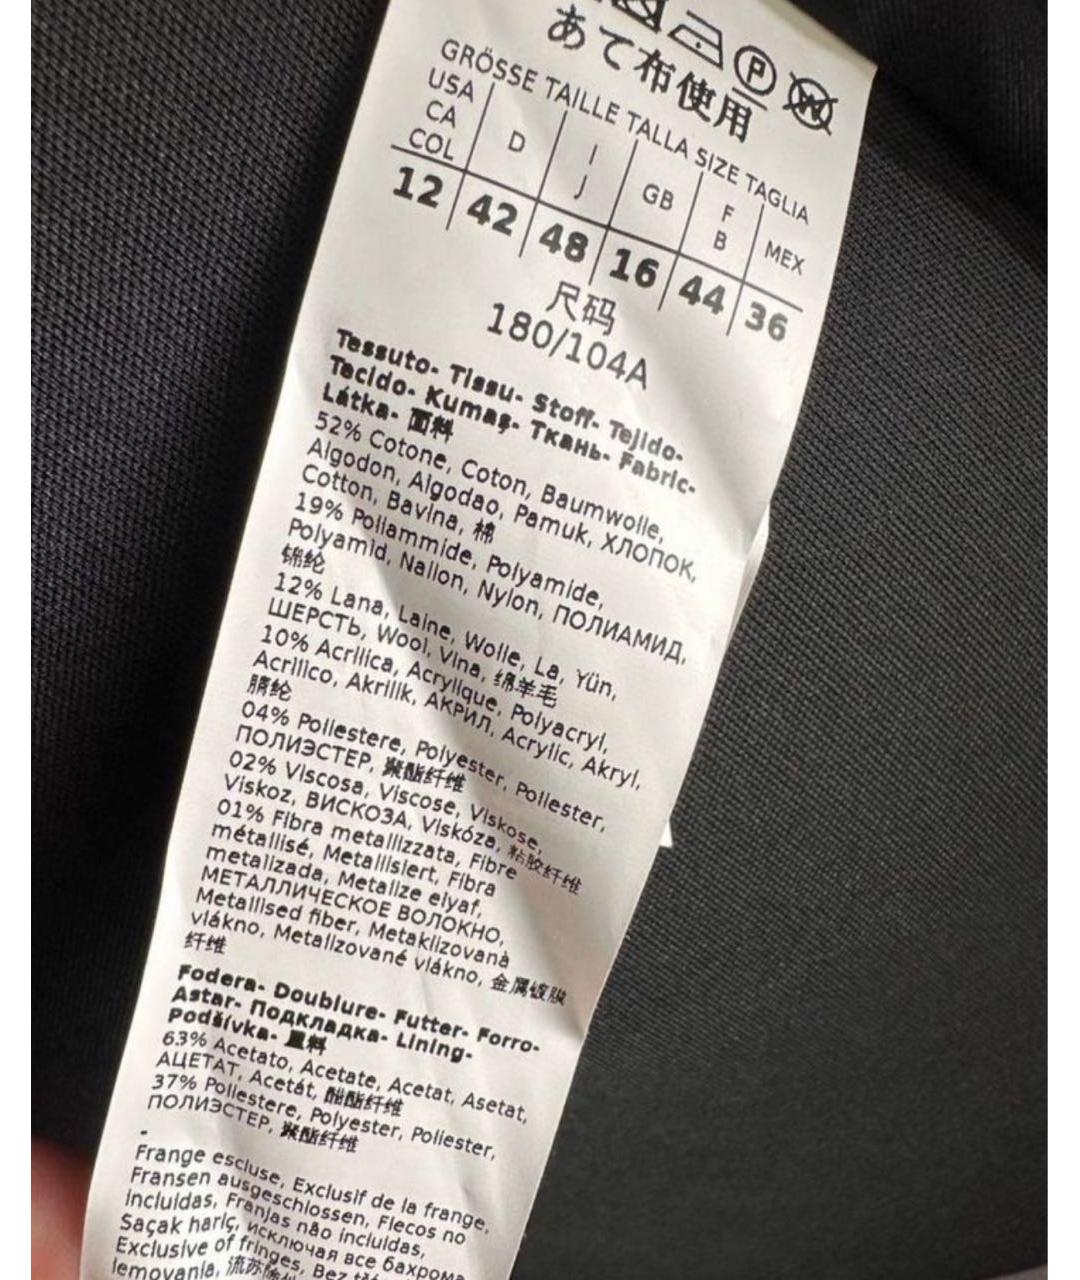 あて布使用
GRÖSSE TAILLE TALLA SIZE TAGLIA
USA CA COL D I J GB F B MEX
12 42 48 16 44 36
尺码
180/104A
Tessuto- Tissu- Stoff- Tejido-
Tecido- Kumaş- Ткань- Fabric-
Látka- 面料
52% Cotone, Coton, Baumwolle,
Algodon, Algodao, Pamuk, ХЛОПОК,
Cotton, Bavlna, 棉
19% Poliammide, Polyamide,
Polyamid, Nailon, Nylon, ПОЛИАМИД,
锦纶
12% Lana, Laine, Wolle, La, Yün,
ШЕРСТЬ, Wool, Vlna, 绵羊毛
10% Acrilica, Acrylique, Polyacryl,
Acrilico, Akrilik, АКРИЛ, Acrylic, Akryl,
腈纶
04% Poliestere, Polyester, Poliester,
ПОЛИЭСТЕР, 聚酯纤维
02% Viscosa, Viscose, Viskose,
Viskoz, ВИСКОЗА, Viskóza, 粘胶纤维
01% Fibra metallizzata, Fibre
métallisé, Metallisiert, Fibra
metalizada, Metalize elyaf,
МЕТАЛЛИЧЕСКОЕ ВОЛОКНО,
Metallised fiber, Metaklizovaná
vlákno, Metalizované vlákno, 金属镀膜
纤维
Fodera- Doublure- Futter- Forro-
Astar- Подкладка- Lining-
Podšívka- 里料
63% Acetato, Acetate, Acetat, Asetat,
АЦЕТАТ, Acetát, 醋酯纤维
37% Poliestere, Polyester, Poliester,
ПОЛИЭСТЕР, 聚酯纤维
-
Frange escluse, Exclusif de la frange,
Fransen ausgeschlossen, Flecos no
incluidas, Franjas não incluidas,
Saçak hariç, исключая все бахрома
Exclusive of fringes, Bez
lemovania, 流苏除外